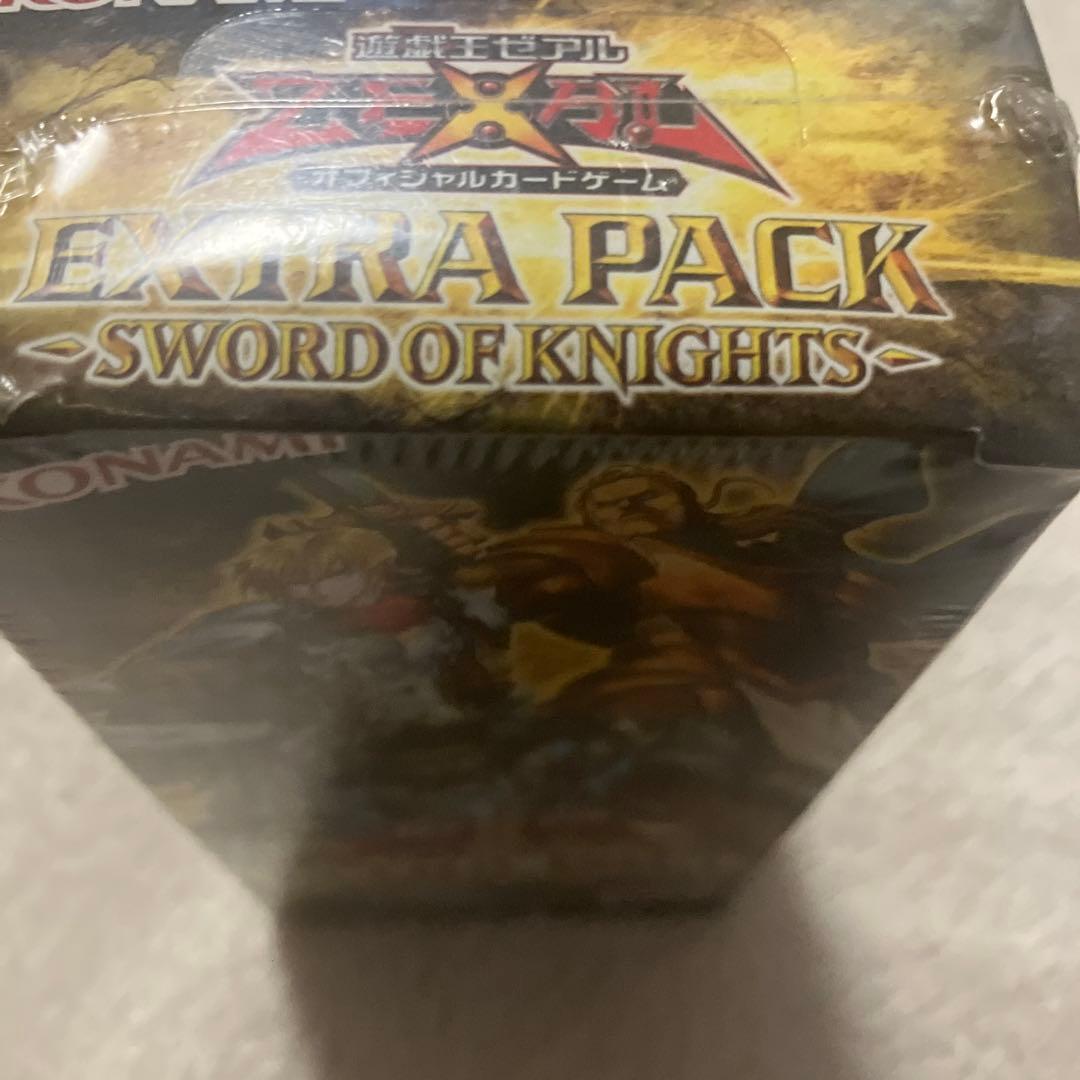 KONAMI
遊戯王ゼアル
ZEXAL
オフィシャルカードゲーム
EXTRA PACK
-SWORD OF KNIGHTS-
KONAMI